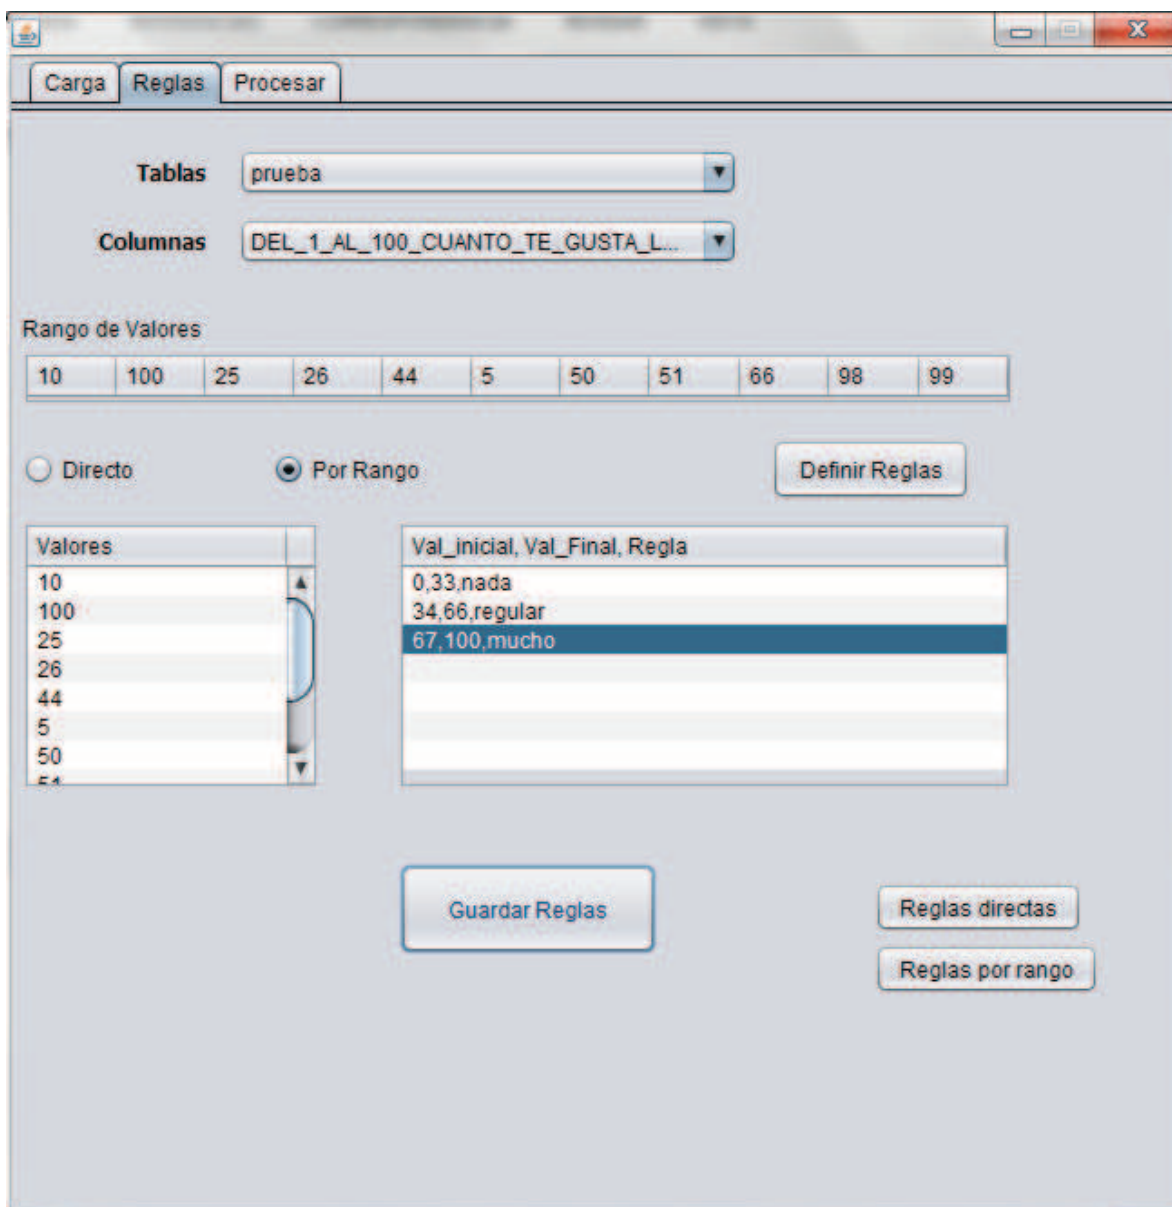 Carga Reglas Procesar
Tablas prueba
Columnas DEL_1_AL_100_CUANTO_TE_GUSTA_L...
Rango de Valores
10 100 25 26 44 5 50 51 66 98 99
Directo Por Rango Definir Reglas
Valores Val_inicial, Val_Final, Regla
10 0,33,nada
100 34,66,regular
25 67,100,mucho
26
44
5
50
51
Guardar Reglas Reglas directas
Reglas por rango